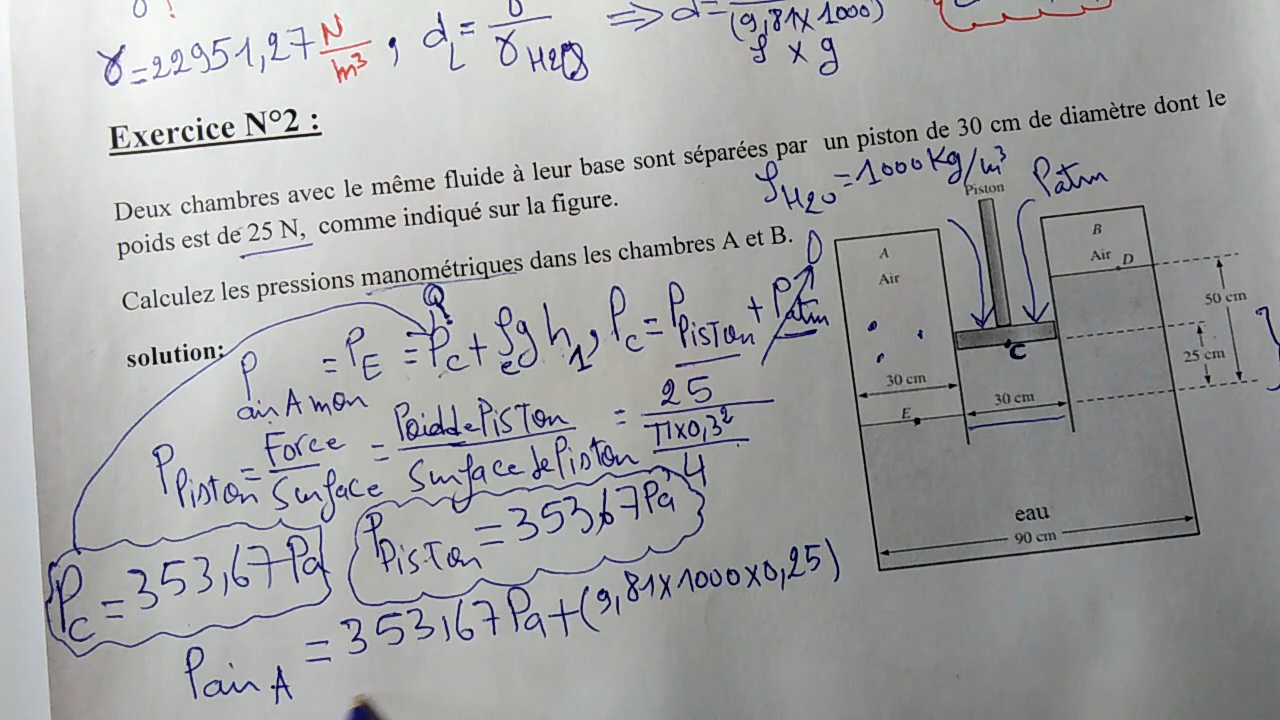 γ = 22951,27 N/m³ , d_L = γ/γ_H2O ⇒ d = /(9,81×1000)
ρ × g
Exercice N°2 :
Deux chambres avec le même fluide à leur base sont séparées par un piston de 30 cm de diamètre dont le
poids est de 25 N, comme indiqué sur la figure.
ρ_H2O = 1000 Kg/m³
Patm
Calculez les pressions manométriques dans les chambres A et B.
solution:
P_air A mon = P_E = P_C + ρ_e g h_1 , P_C = P_Piston + Patm
0
P_Piston = Force/Surface = Poid de Piston/Surface de Piston = 25/(π×0,3²/4)
P_C = 353,67 Pa
P_Piston = 353,67 Pa
P_air A = 353,67 Pa + (9,81×1000×0,25)
Piston
A
Air
B
Air
D
C
50 cm
25 cm
30 cm
30 cm
E
eau
90 cm